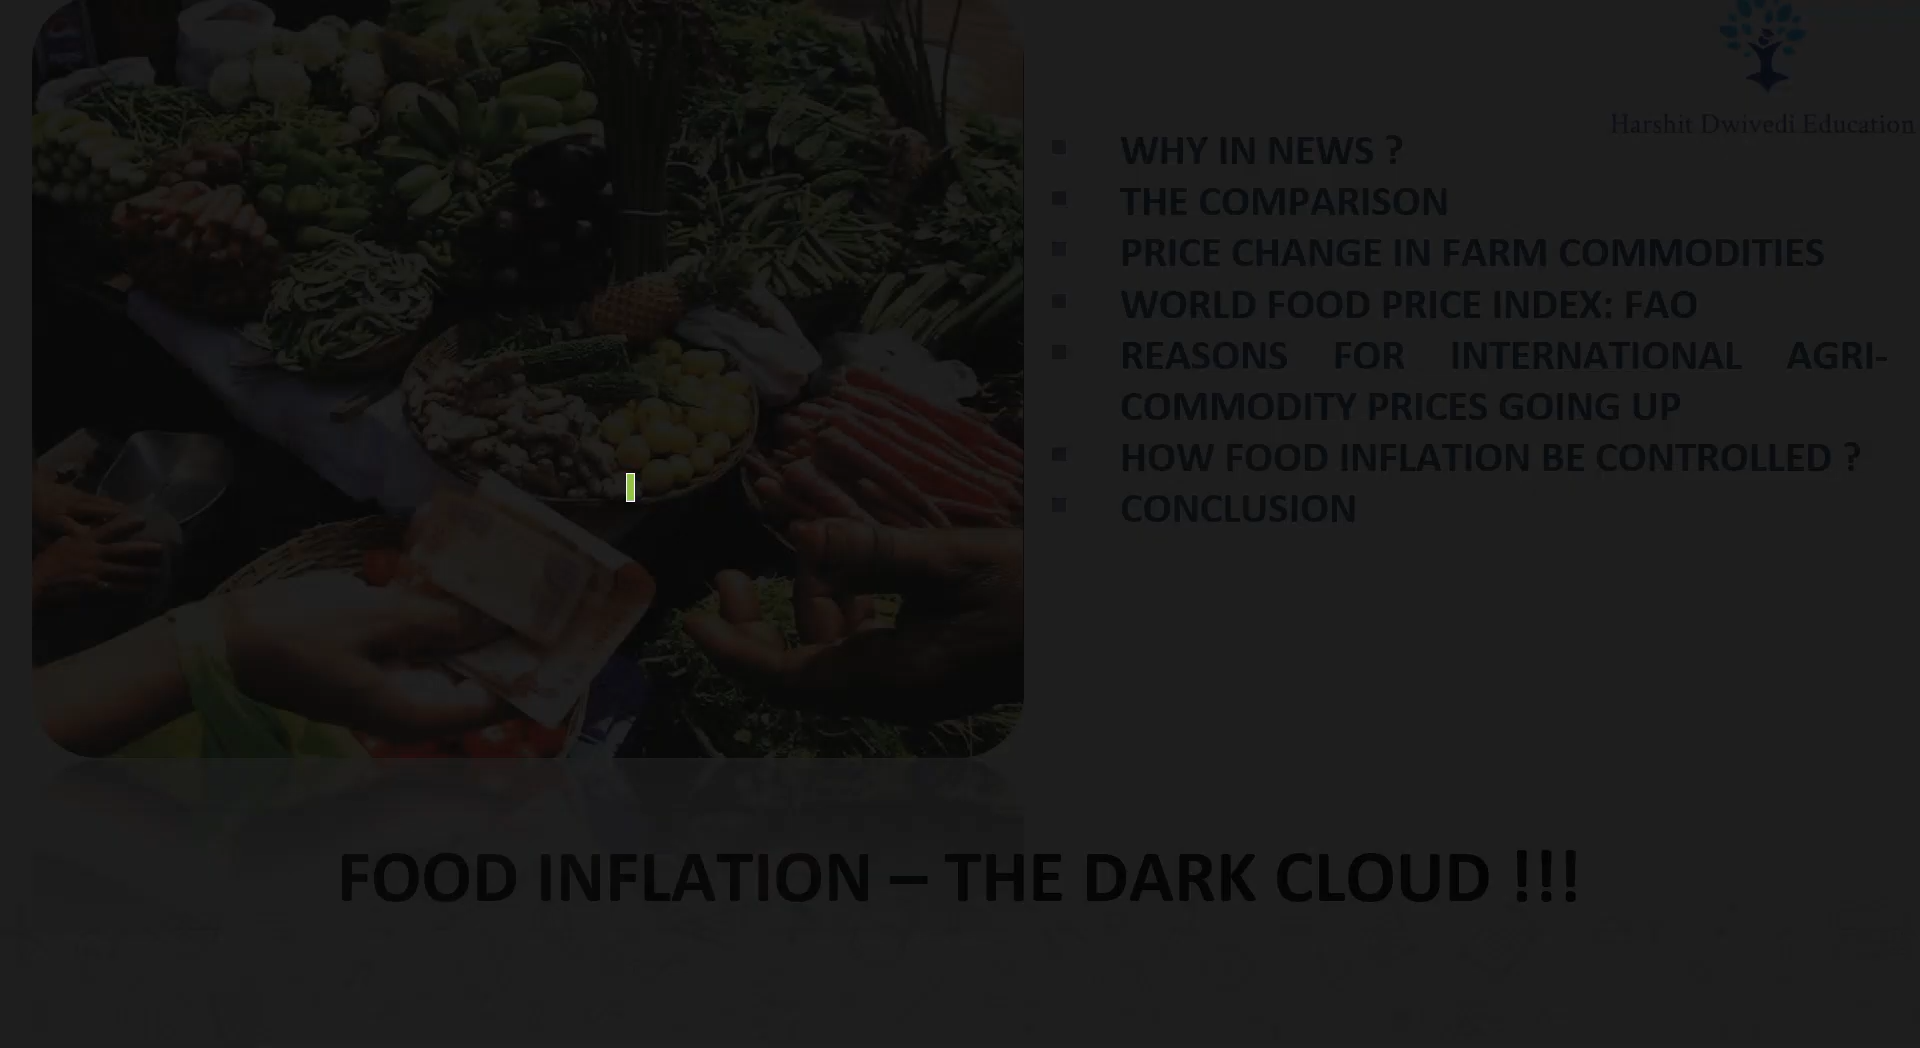 Harshit Dwivedi Education
WHY IN NEWS ?
THE COMPARISON
PRICE CHANGE IN FARM COMMODITIES
WORLD FOOD PRICE INDEX: FAO
REASONS FOR INTERNATIONAL AGRI-
COMMODITY PRICES GOING UP
HOW FOOD INFLATION BE CONTROLLED ?
CONCLUSION
FOOD INFLATION – THE DARK CLOUD !!!